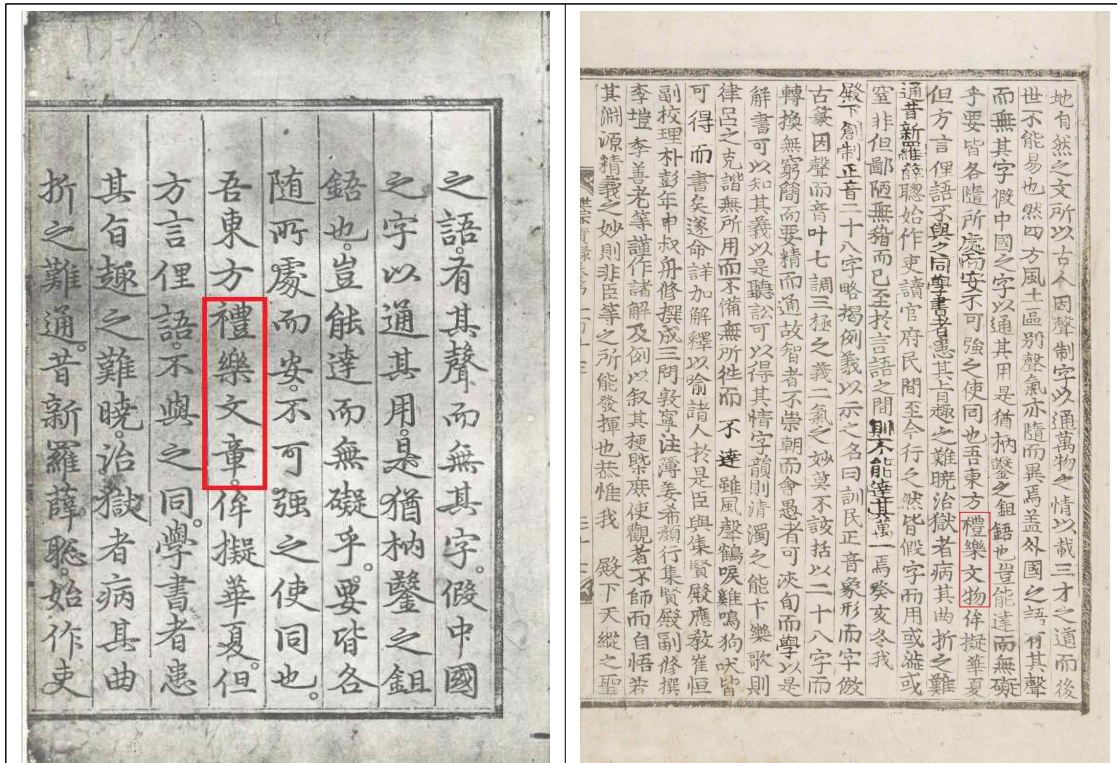 之語。有其聲而無其字。假中國
之字以通其用。是猶枘鑿之鉏
鋙也。豈能達而無礙乎。要皆各
随所處而安。不可强之使同也。
吾東方禮樂文章。侔擬華夏。但
方言俚語。不與之同。學書者患
其旨趣之難曉。治獄者病其曲
折之難通。昔新羅薛聰。始作吏
地自然之文所以古人因聲制字以通萬物之情以載三才之道而後
世不能易也然四方風土區別聲氣亦隨而異焉盖外國之語有其聲
而無其字假中國之字以通其用是猶枘鑿之鉏鋙也豈能達而無礙
乎要皆各隨所處而安不可強之使同也吾東方禮樂文物侔擬華夏
但方言俚語不與之同學書者患其旨趣之難曉治獄者病其曲折之難
通昔新羅薛聰始作吏讀官府民間至今行之然皆假字而用或澁或
窒非但鄙陋無稽而已至於言語之間則不能達其萬一焉癸亥冬我
殿下創制正音二十八字略揭例義以示之名曰訓民正音象形而字倣
古篆因聲而音叶七調三極之義二氣之妙莫不該括以二十八字而
轉換無窮簡而要精而通故智者不崇朝而會愚者可浹旬而學以是
解書可以知其義以是聽訟可以得其情字韻則清濁之能卞樂歌則
律呂之克諧無所用而不備無所往而不達雖風聲鶴唳雞鳴狗吠皆
可得而書矣遂命詳加解釋以喻諸人於是臣與集賢殿應教崔恒
副校理朴彭年申叔舟修撰成三問敦寧注簿姜希顔行集賢殿副修撰
李塏李善老等謹作諸解及例以叙其梗槩庶使觀者不師而自悟若
其淵源精義之妙則非臣等之所能發揮也恭惟我 殿下天縱之聖